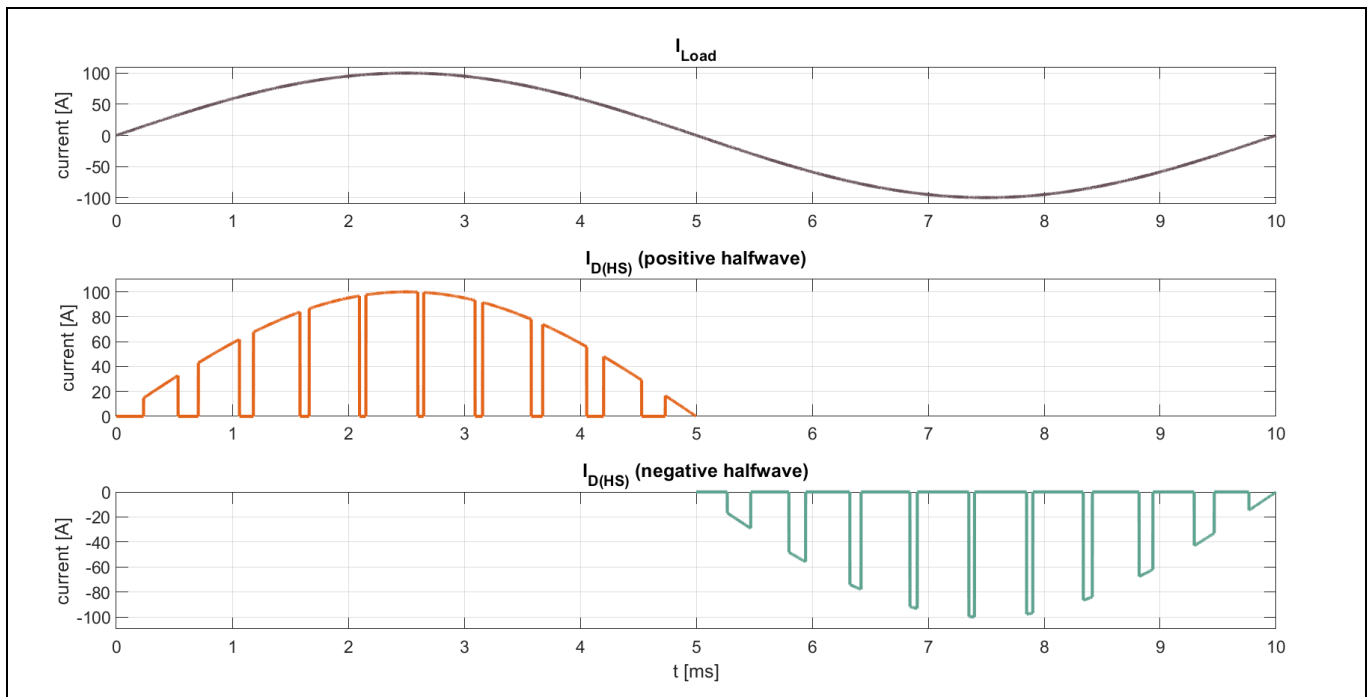 I_Load
current [A]
100
50
0
-50
-100
0 1 2 3 4 5 6 7 8 9 10
I_D(HS) (positive halfwave)
current [A]
100
80
60
40
20
0
0 1 2 3 4 5 6 7 8 9 10
I_D(HS) (negative halfwave)
current [A]
0
-20
-40
-60
-80
-100
0 1 2 3 4 5 6 7 8 9 10
t [ms]